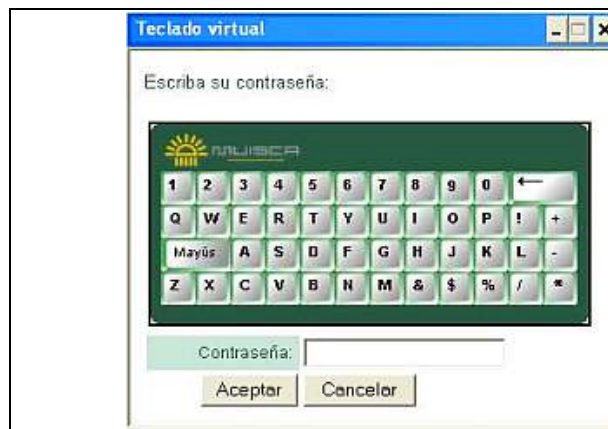 Teclado virtual
Escriba su contraseña:
MUISCA
1 2 3 4 5 6 7 8 9 0 ←
Q W E R T Y U I O P ! +
Mayús A S D F G H J K L -
Z X C V B N M & $ % / *
Contraseña:
Aceptar Cancelar